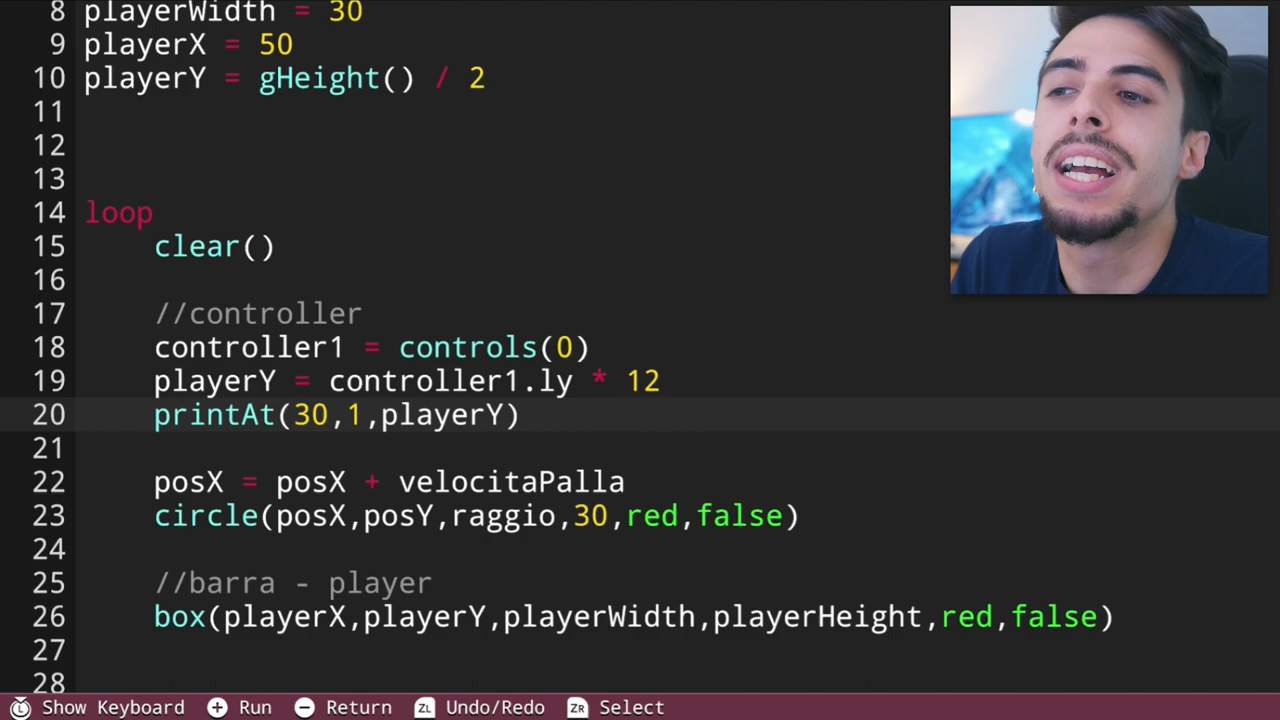 8 playerWidth = 30
9 playerX = 50
10 playerY = gHeight() / 2
11
12
13
14 loop
15 clear()
16
17 //controller
18 controller1 = controls(0)
19 playerY = controller1.ly * 12
20 printAt(30,1,playerY)
21
22 posX = posX + velocitaPalla
23 circle(posX,posY,raggio,30,red,false)
24
25 //barra - player
26 box(playerX,playerY,playerWidth,playerHeight,red,false)
27
28
L Show Keyboard + Run - Return ZL Undo/Redo ZR Select